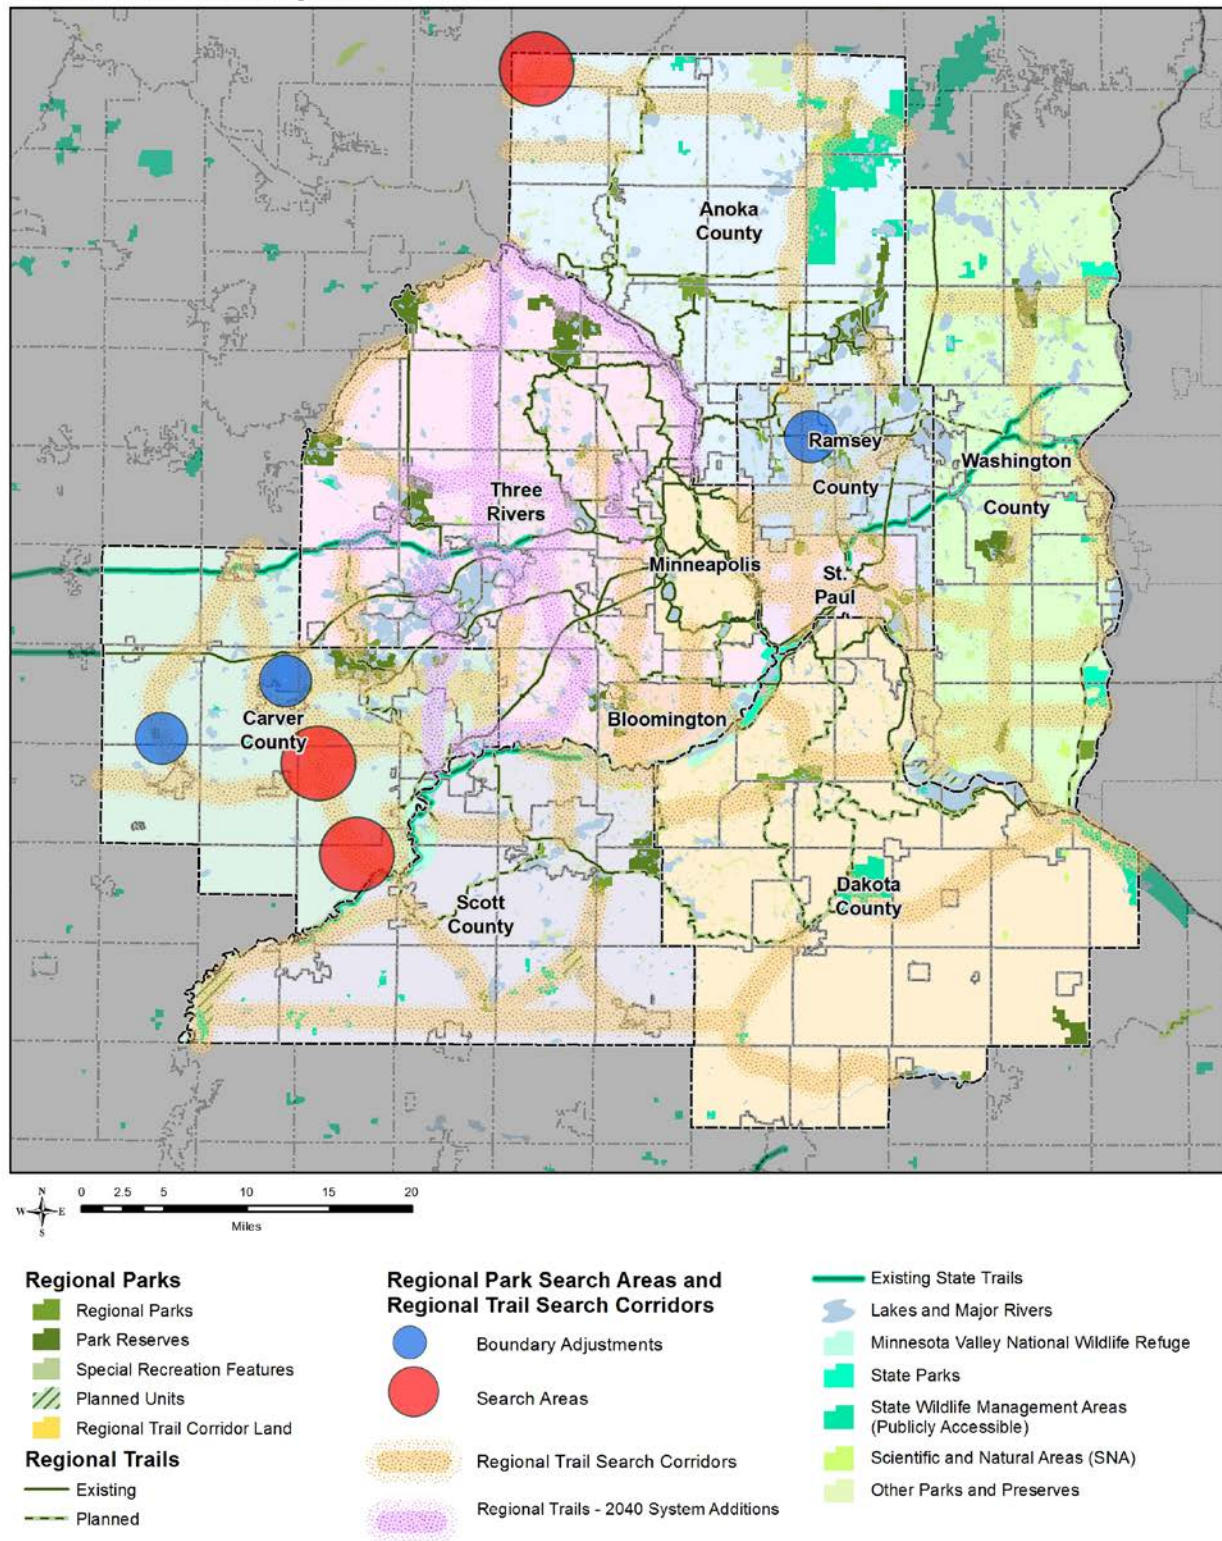 Anoka
County
Ramsey
County
Washington
County
Three
Rivers
Minneapolis
St.
Paul
Carver
County
Bloomington
Scott
County
Dakota
County
N
W
E
S
0 2.5 5 10 15 20
Miles
Regional Parks
Regional Parks
Park Reserves
Special Recreation Features
Planned Units
Regional Trail Corridor Land
Regional Trails
Existing
Planned
Regional Park Search Areas and
Regional Trail Search Corridors
Boundary Adjustments
Search Areas
Regional Trail Search Corridors
Regional Trails - 2040 System Additions
Existing State Trails
Lakes and Major Rivers
Minnesota Valley National Wildlife Refuge
State Parks
State Wildlife Management Areas
(Publicly Accessible)
Scientific and Natural Areas (SNA)
Other Parks and Preserves